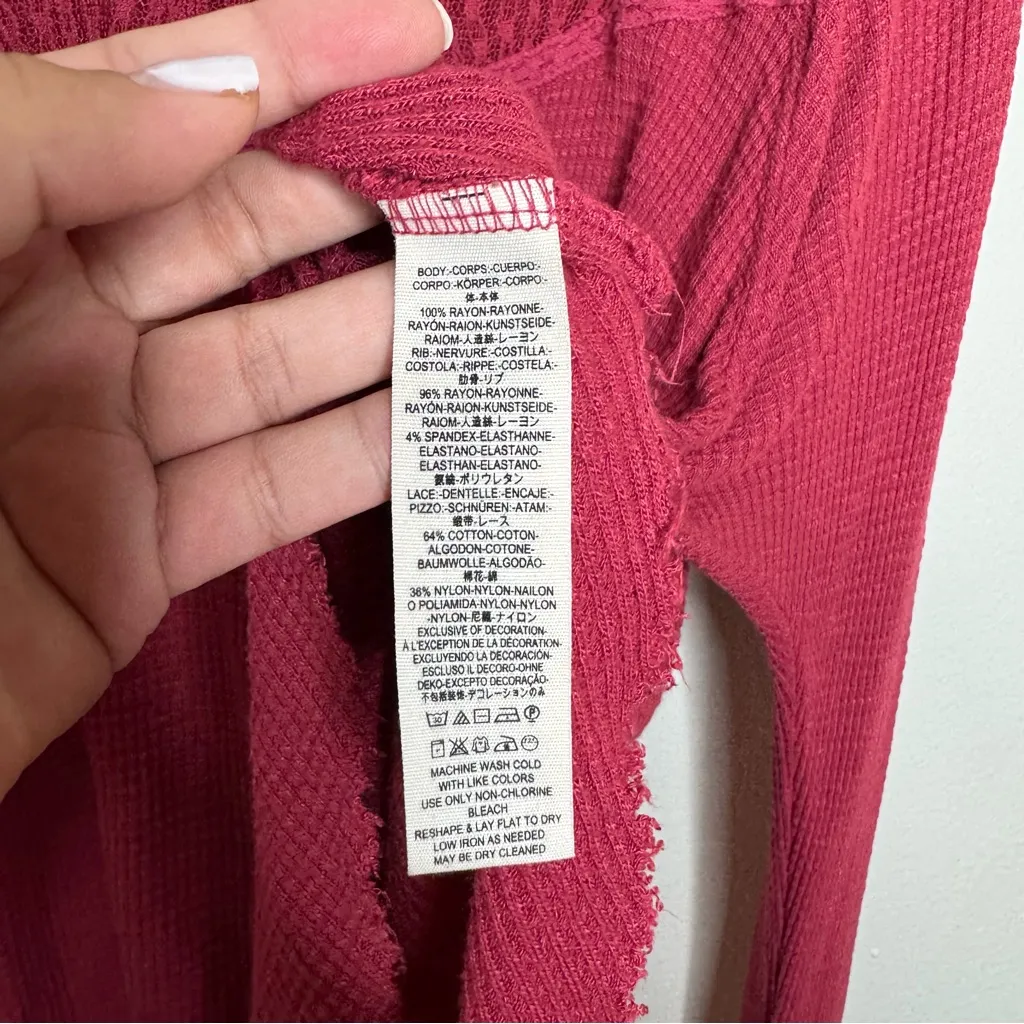 BODY:-CORPS:-CUERPO:-
CORPO:-KÖRPER:-CORPO:-
体-本体
100% RAYON-RAYONNE-
RAYÓN-RAION-KUNSTSEIDE-
RAIOM-人造絲-レーヨン
RIB:-NERVURE:-COSTILLA:-
COSTOLA:-RIPPE:-COSTELA:-
肋骨-リブ
96% RAYON-RAYONNE-
RAYÓN-RAION-KUNSTSEIDE-
RAIOM-人造絲-レーヨン
4% SPANDEX-ELASTHANNE-
ELASTANO-ELASTANO-
ELASTHAN-ELASTANO-
氨綸-ポリウレタン
LACE:-DENTELLE:-ENCAJE:-
PIZZO:-SCHNÜREN:-ATAM:-
緞帯-レース
64% COTTON-COTON-
ALGODON-COTONE-
BAUMWOLLE-ALGODÃO-
棉花-綿
36% NYLON-NYLON-NAILON
O POLIAMIDA-NYLON-NYLON
-NYLON-尼龍-ナイロン
EXCLUSIVE OF DECORATION-
À L'EXCEPTION DE LA DÉCORATION-
EXCLUYENDO LA DECORACIÓN-
ESCLUSO IL DECORO-OHNE
DEKO-EXCEPTO DECORAÇÃO-
不包括裝飾-デコレーションのみ
30 P
MACHINE WASH COLD
WITH LIKE COLORS
USE ONLY NON-CHLORINE
BLEACH
RESHAPE & LAY FLAT TO DRY
LOW IRON AS NEEDED
MAY BE DRY CLEANED